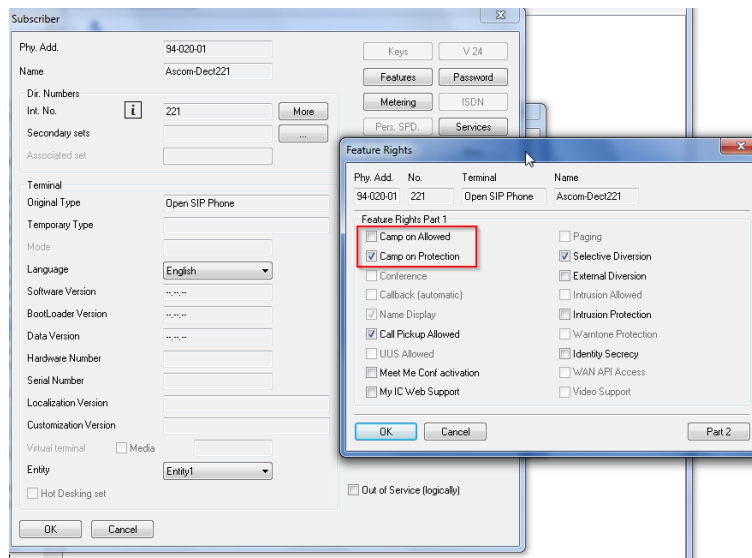 Subscriber
Phy. Add.
94-020-01
Name
Ascom-Dect221
Dir. Numbers
Int. No.
i
221
More
Secondary sets
...
Associated set
Keys
V 24
Features
Password
Metering
ISDN
Pers. SPD.
Services
Terminal
Original Type
Open SIP Phone
Temporary Type
Mode
Language
English
Software Version
--.--.--
BootLoader Version
--.--.--
Data Version
--.--.--
Hardware Number
Serial Number
Localization Version
Customization Version
Virtual terminal
Media
Entity
Entity1
Hot Desking set
Out of Service (logically)
OK
Cancel
Feature Rights
Phy. Add. No. Terminal Name
94-020-01 221 Open SIP Phone Ascom-Dect221
Feature Rights Part 1
Camp on Allowed
Camp on Protection
Conference
Callback (automatic)
Name Display
Call Pickup Allowed
UUS Allowed
Meet Me Conf activation
My IC Web Support
Paging
Selective Diversion
External Diversion
Intrusion Allowed
Intrusion Protection
Warntone Protection
Identity Secrecy
WAN API Access
Video Support
OK
Cancel
Part 2